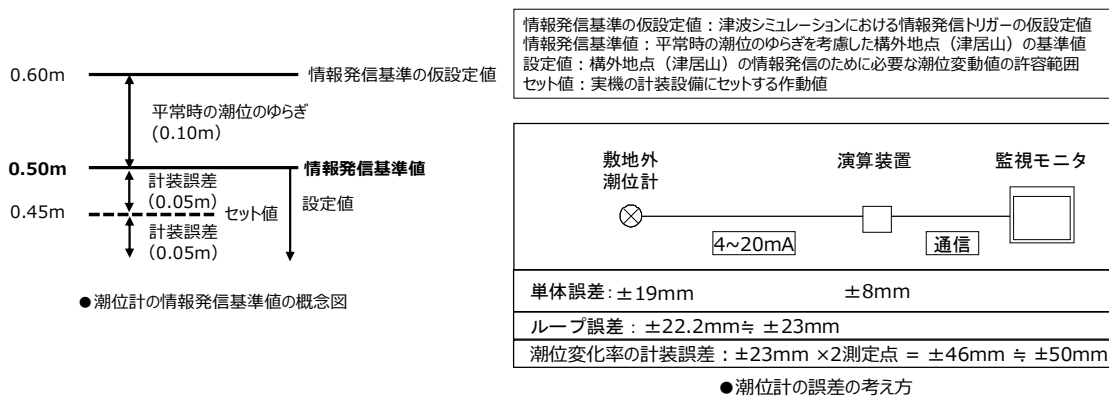 情報発信基準の仮設定値：津波シミュレーションにおける情報発信トリガーの仮設定値
情報発信基準値：平常時の潮位のゆらぎを考慮した構外地点（津居山）の基準値
設定値：構外地点（津居山）の情報発信のために必要な潮位変動値の許容範囲
セット値：実機の計装設備にセットする作動値
0.60m
情報発信基準の仮設定値
平常時の潮位のゆらぎ
(0.10m)
0.50m
情報発信基準値
計装誤差
（0.05m）
設定値
0.45m
セット値
計装誤差
（0.05m）
●潮位計の情報発信基準値の概念図
敷地外
潮位計
演算装置
監視モニタ
4~20mA
通信
単体誤差：±19mm
±8mm
ループ誤差：±22.2mm≒ ±23mm
潮位変化率の計装誤差：±23mm ×2測定点 = ±46mm ≒ ±50mm
●潮位計の誤差の考え方